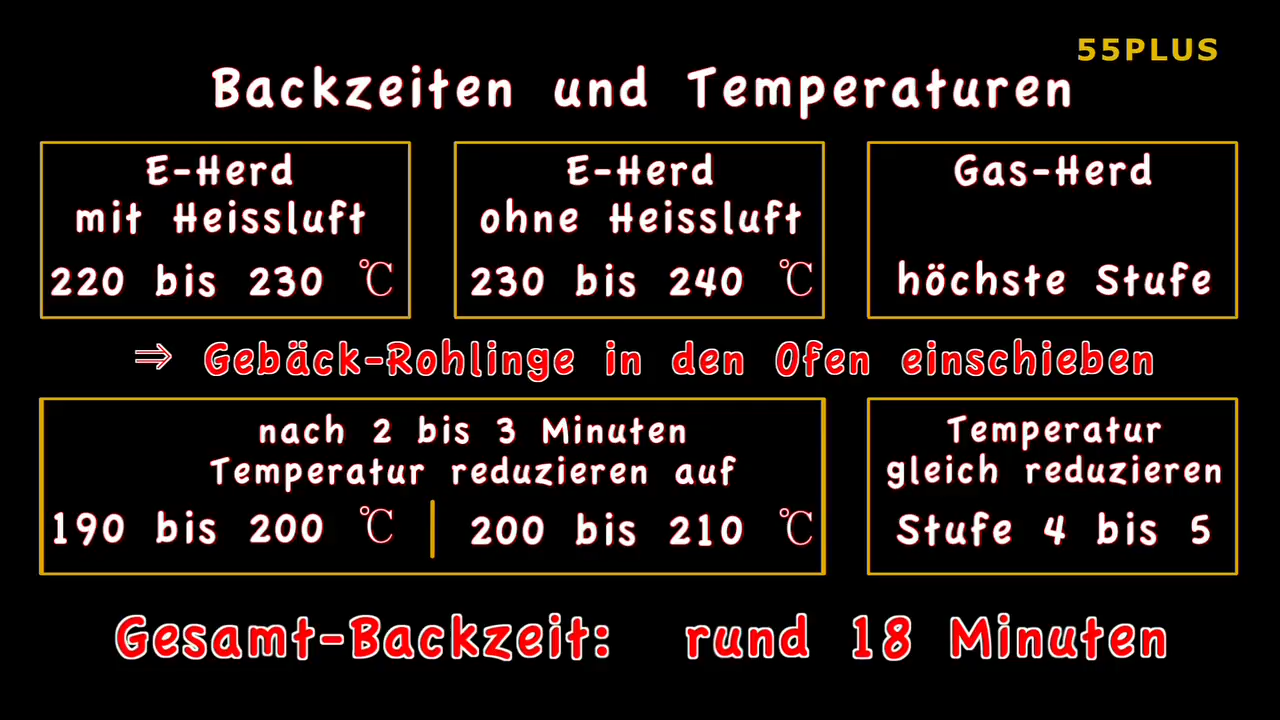 55PLUS
Backzeiten und Temperaturen
E-Herd
mit Heissluft
220 bis 230 ℃
E-Herd
ohne Heissluft
230 bis 240 ℃
Gas-Herd
höchste Stufe
⇒ Gebäck-Rohlinge in den Ofen einschieben
nach 2 bis 3 Minuten
Temperatur reduzieren auf
190 bis 200 ℃ | 200 bis 210 ℃
Temperatur
gleich reduzieren
Stufe 4 bis 5
Gesamt-Backzeit: rund 18 Minuten